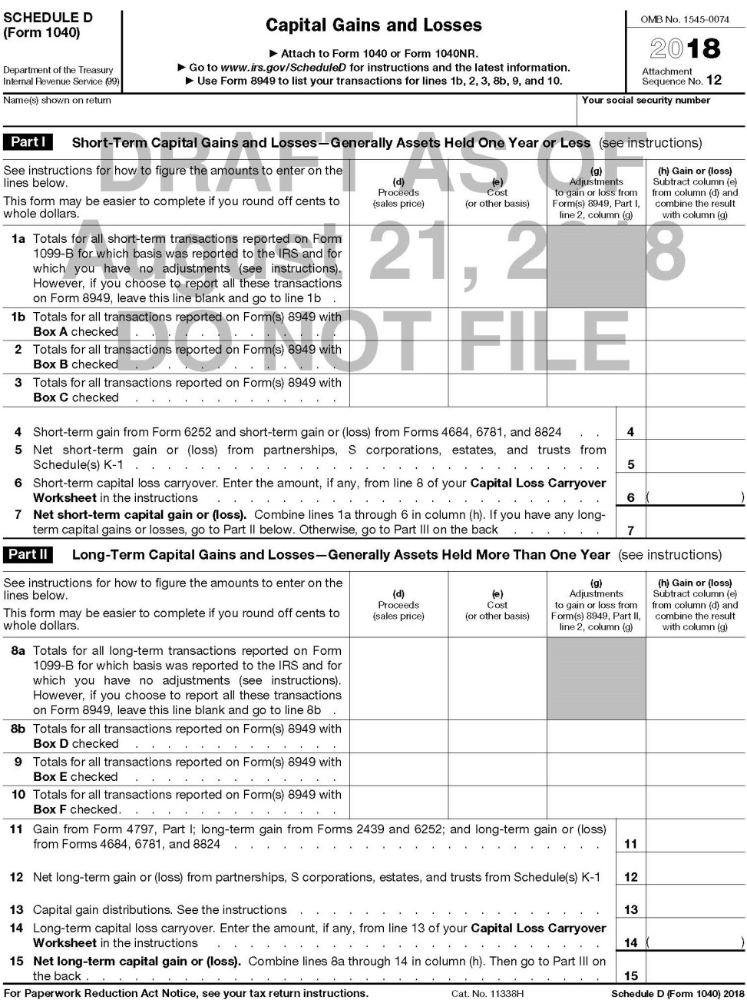 SCHEDULE D
(Form 1040)
Department of the Treasury
Internal Revenue Service (99)
Capital Gains and Losses
▶ Attach to Form 1040 or Form 1040NR.
▶ Go to www.irs.gov/ScheduleD for instructions and the latest information.
▶ Use Form 8949 to list your transactions for lines 1b, 2, 3, 8b, 9, and 10.
OMB No. 1545-0074
2018
Attachment
Sequence No. 12
Name(s) shown on return
Your social security number
DRAFT AS OF
August 21, 2018
DO NOT FILE
Part I Short-Term Capital Gains and Losses—Generally Assets Held One Year or Less (see instructions)
See instructions for how to figure the amounts to enter on the
lines below.
This form may be easier to complete if you round off cents to
whole dollars.
(d)
Proceeds
(sales price)
(e)
Cost
(or other basis)
(g)
Adjustments
to gain or loss from
Form(s) 8949, Part I,
line 2, column (g)
(h) Gain or (loss)
Subtract column (e)
from column (d) and
combine the result
with column (g)
1a Totals for all short-term transactions reported on Form
1099-B for which basis was reported to the IRS and for
which you have no adjustments (see instructions).
However, if you choose to report all these transactions
on Form 8949, leave this line blank and go to line 1b .
1b Totals for all transactions reported on Form(s) 8949 with
Box A checked . . . . . . . . . . . . .
2 Totals for all transactions reported on Form(s) 8949 with
Box B checked . . . . . . . . . . . . .
3 Totals for all transactions reported on Form(s) 8949 with
Box C checked . . . . . . . . . . . . .
4 Short-term gain from Form 6252 and short-term gain or (loss) from Forms 4684, 6781, and 8824 . . 4
5 Net short-term gain or (loss) from partnerships, S corporations, estates, and trusts from
Schedule(s) K-1 . . . . . . . . . . . . . . . . . . . . . . . . . . . . . 5
6 Short-term capital loss carryover. Enter the amount, if any, from line 8 of your Capital Loss Carryover
Worksheet in the instructions . . . . . . . . . . . . . . . . . . . . . . . . 6 ( )
7 Net short-term capital gain or (loss). Combine lines 1a through 6 in column (h). If you have any long-
term capital gains or losses, go to Part II below. Otherwise, go to Part III on the back . . . . . . 7
Part II Long-Term Capital Gains and Losses—Generally Assets Held More Than One Year (see instructions)
See instructions for how to figure the amounts to enter on the
lines below.
This form may be easier to complete if you round off cents to
whole dollars.
(d)
Proceeds
(sales price)
(e)
Cost
(or other basis)
(g)
Adjustments
to gain or loss from
Form(s) 8949, Part II,
line 2, column (g)
(h) Gain or (loss)
Subtract column (e)
from column (d) and
combine the result
with column (g)
8a Totals for all long-term transactions reported on Form
1099-B for which basis was reported to the IRS and for
which you have no adjustments (see instructions).
However, if you choose to report all these transactions
on Form 8949, leave this line blank and go to line 8b .
8b Totals for all transactions reported on Form(s) 8949 with
Box D checked . . . . . . . . . . . . .
9 Totals for all transactions reported on Form(s) 8949 with
Box E checked . . . . . . . . . . . . .
10 Totals for all transactions reported on Form(s) 8949 with
Box F checked. . . . . . . . . . . . . .
11 Gain from Form 4797, Part I; long-term gain from Forms 2439 and 6252; and long-term gain or (loss)
from Forms 4684, 6781, and 8824 . . . . . . . . . . . . . . . . . . . . . . . 11
12 Net long-term gain or (loss) from partnerships, S corporations, estates, and trusts from Schedule(s) K-1 12
13 Capital gain distributions. See the instructions . . . . . . . . . . . . . . . . . . . 13
14 Long-term capital loss carryover. Enter the amount, if any, from line 13 of your Capital Loss Carryover
Worksheet in the instructions . . . . . . . . . . . . . . . . . . . . . . . . 14 ( )
15 Net long-term capital gain or (loss). Combine lines 8a through 14 in column (h). Then go to Part III on
the back . . . . . . . . . . . . . . . . . . . . . . . . . . . . . . . . 15
For Paperwork Reduction Act Notice, see your tax return instructions.
Cat. No. 11338H
Schedule D (Form 1040) 2018